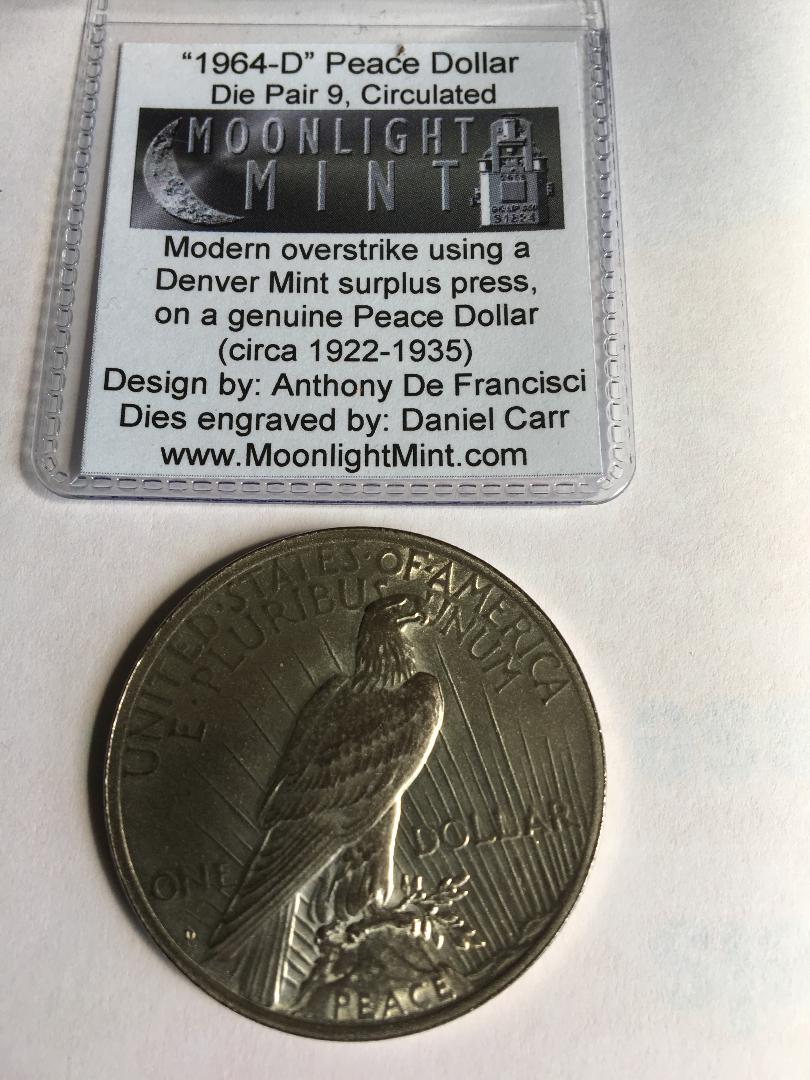 “1964-D” Peace Dollar
Die Pair 9, Circulated
MOONLIGHT
MINT
Modern overstrike using a
Denver Mint surplus press,
on a genuine Peace Dollar
(circa 1922-1935)
Design by: Anthony De Francisci
Dies engraved by: Daniel Carr
www.MoonlightMint.com
UNITED·STATES·OF·AMERICA
E·PLURIBUS UNUM
ONE DOLLAR
D
PEACE